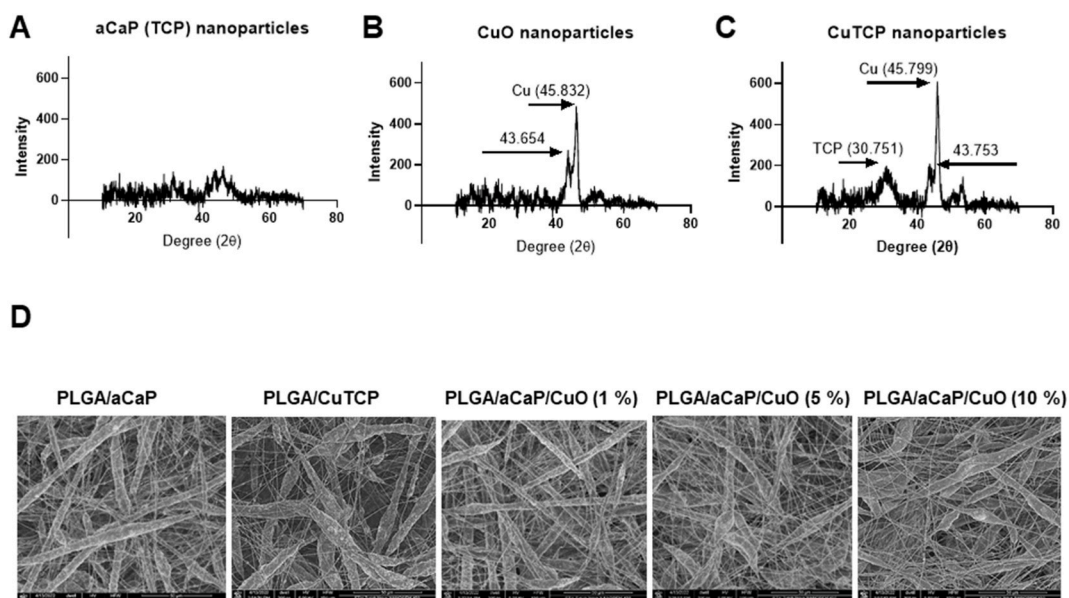 A
aCaP (TCP) nanoparticles
Intensity
600
400
200
0
20
40
60
80
Degree (2θ)
B
CuO nanoparticles
Intensity
600
400
200
0
Cu (45.832)
43.654
20
40
60
80
Degree (2θ)
C
CuTCP nanoparticles
Intensity
600
400
200
0
Cu (45.799)
TCP (30.751)
43.753
20
40
60
80
Degree (2θ)
D
PLGA/aCaP
PLGA/CuTCP
PLGA/aCaP/CuO (1 %)
PLGA/aCaP/CuO (5 %)
PLGA/aCaP/CuO (10 %)